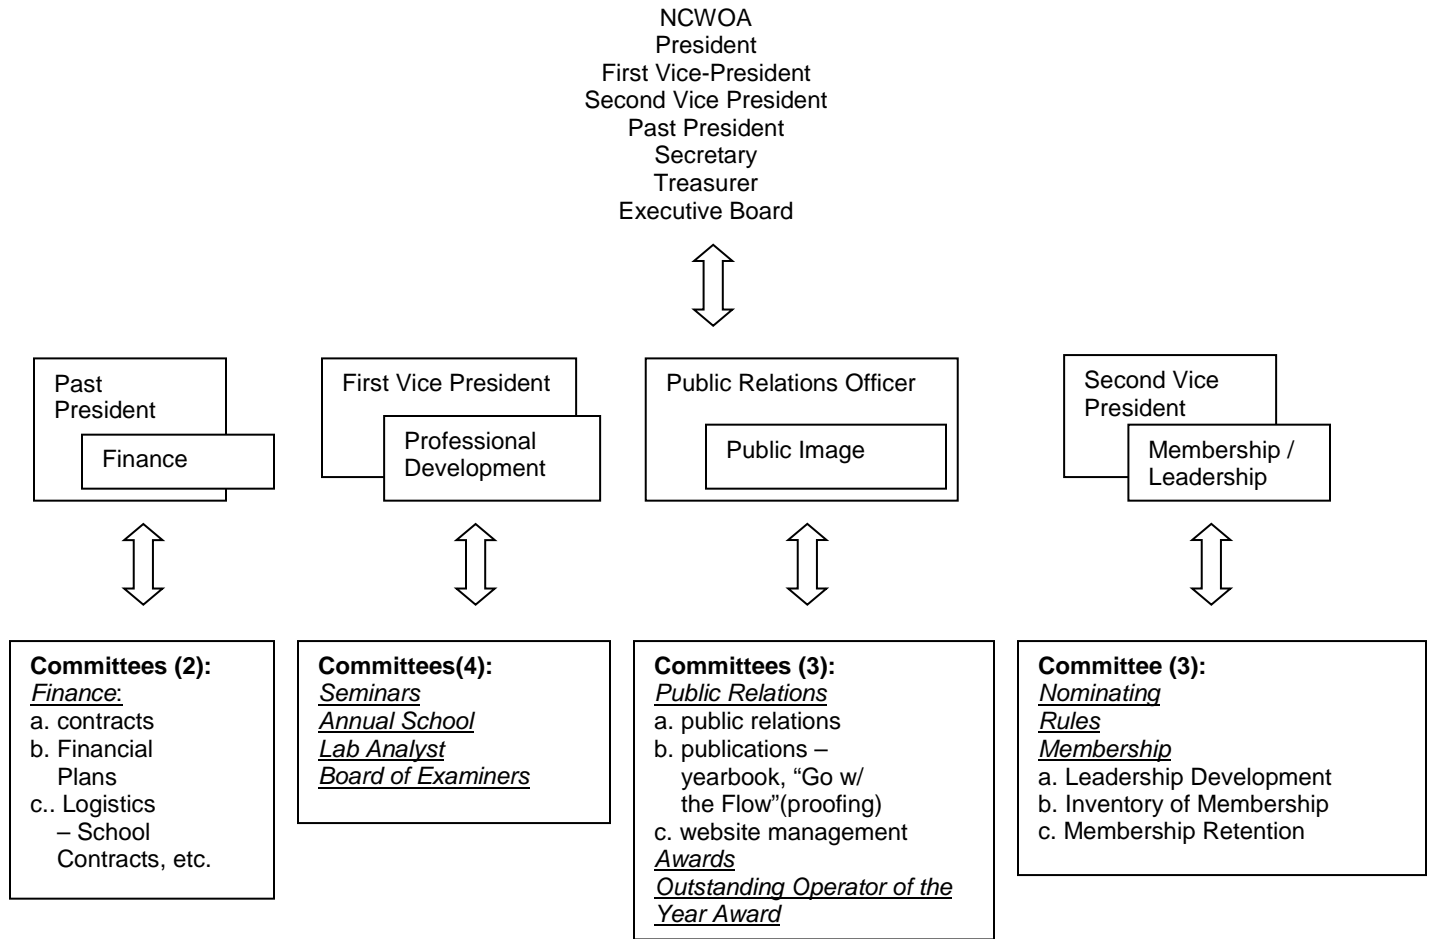 NCWOA
President
First Vice-President
Second Vice President
Past President
Secretary
Treasurer
Executive Board
Past
President
Finance
First Vice President
Professional
Development
Public Relations Officer
Public Image
Second Vice
President
Membership /
Leadership
Committees (2):
Finance:
a. contracts
b. Financial
Plans
c.. Logistics
– School
Contracts, etc.
Committees(4):
Seminars
Annual School
Lab Analyst
Board of Examiners
Committees (3):
Public Relations
a. public relations
b. publications –
yearbook, “Go w/
the Flow”(proofing)
c. website management
Awards
Outstanding Operator of the
Year Award
Committee (3):
Nominating
Rules
Membership
a. Leadership Development
b. Inventory of Membership
c. Membership Retention